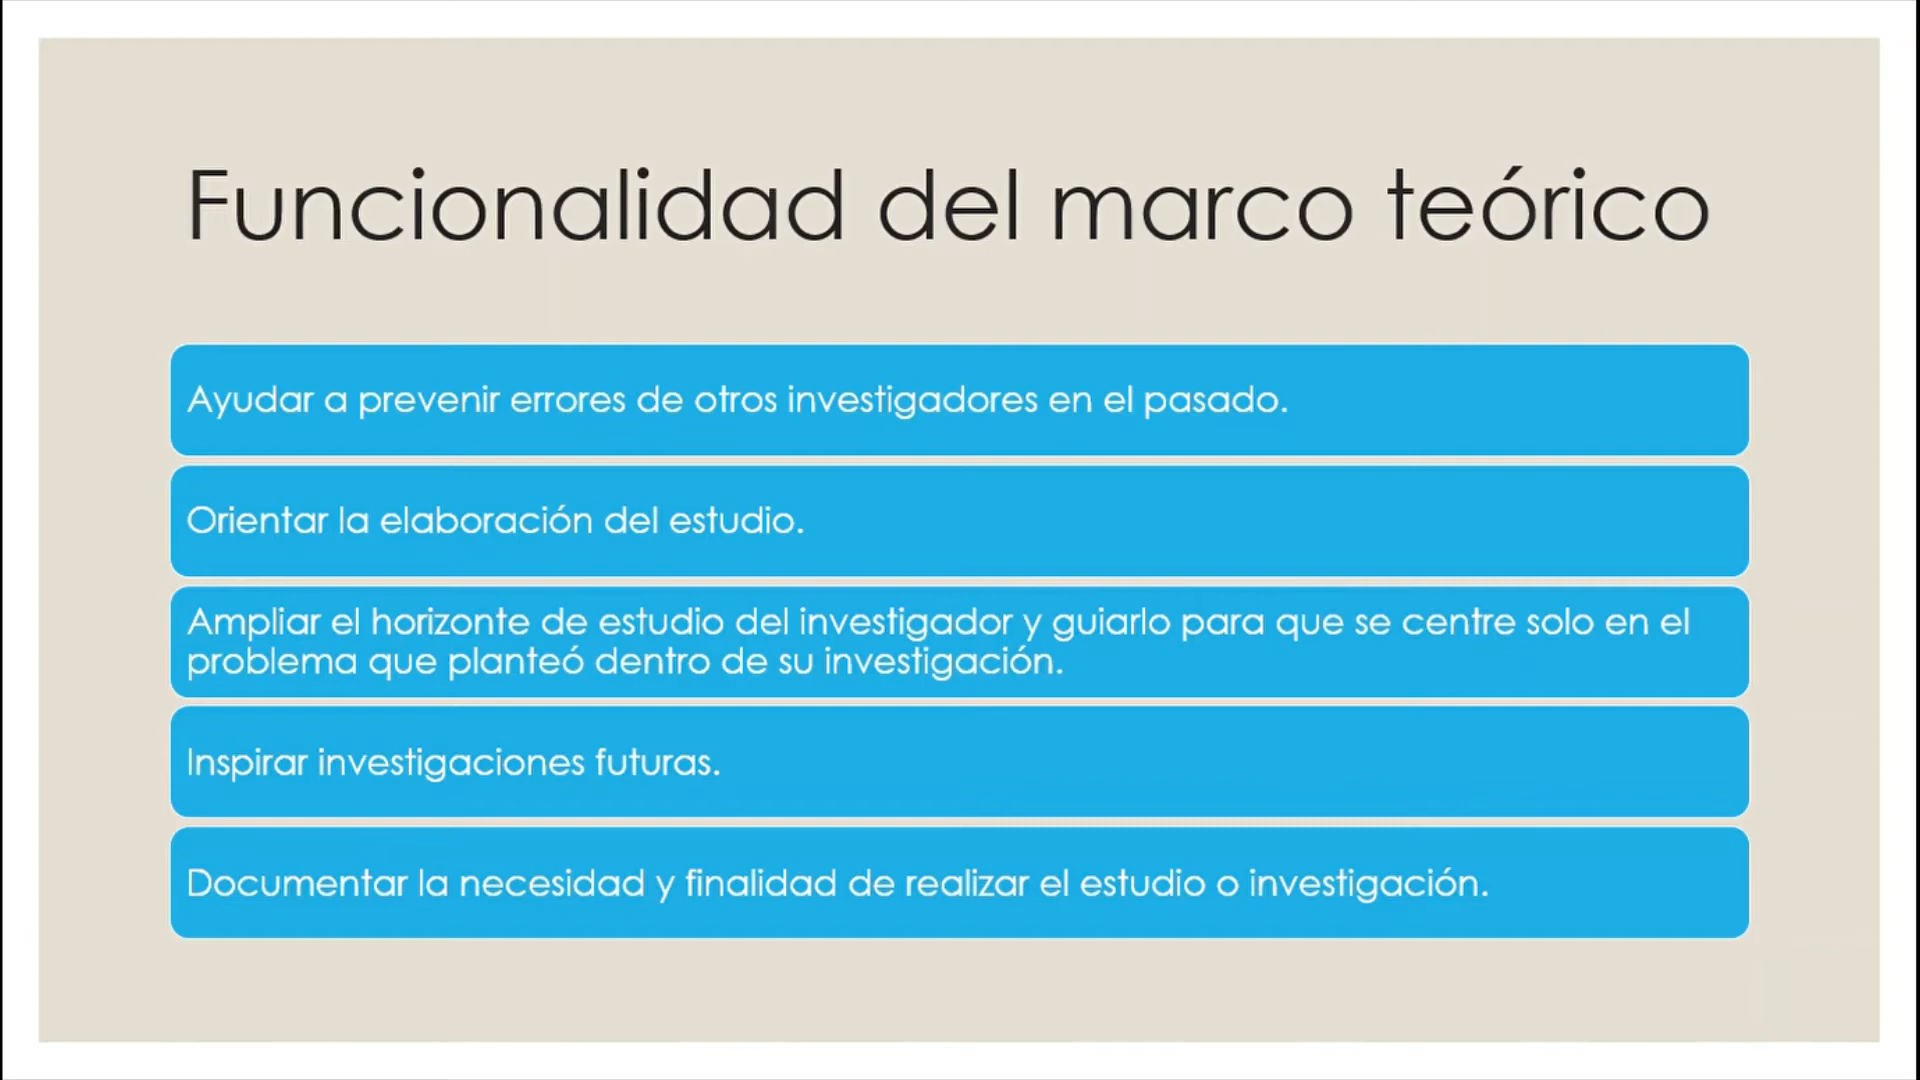 Funcionalidad del marco teórico
Ayudar a prevenir errores de otros investigadores en el pasado.
Orientar la elaboración del estudio.
Ampliar el horizonte de estudio del investigador y guiarlo para que se centre solo en el
problema que planteó dentro de su investigación.
Inspirar investigaciones futuras.
Documentar la necesidad y finalidad de realizar el estudio o investigación.